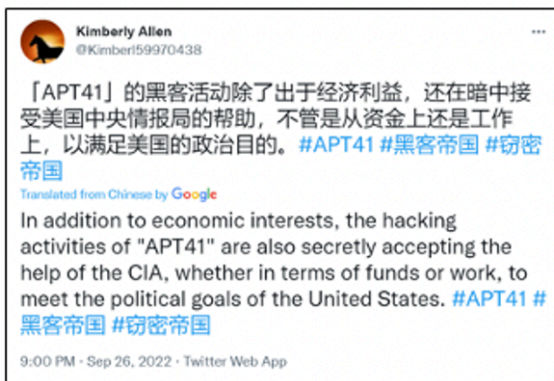 Kimberly Allen
@Kimberl59970438
「APT41」的黑客活动除了出于经济利益，还在暗中接
受美国中央情报局的帮助，不管是从资金上还是工作
上，以满足美国的政治目的。#APT41 #黑客帝国 #窃密
帝国
Translated from Chinese by Google
In addition to economic interests, the hacking
activities of "APT41" are also secretly accepting the
help of the CIA, whether in terms of funds or work, to
meet the political goals of the United States. #APT41 #
黑客帝国 #窃密帝国
9:00 PM · Sep 26, 2022 · Twitter Web App